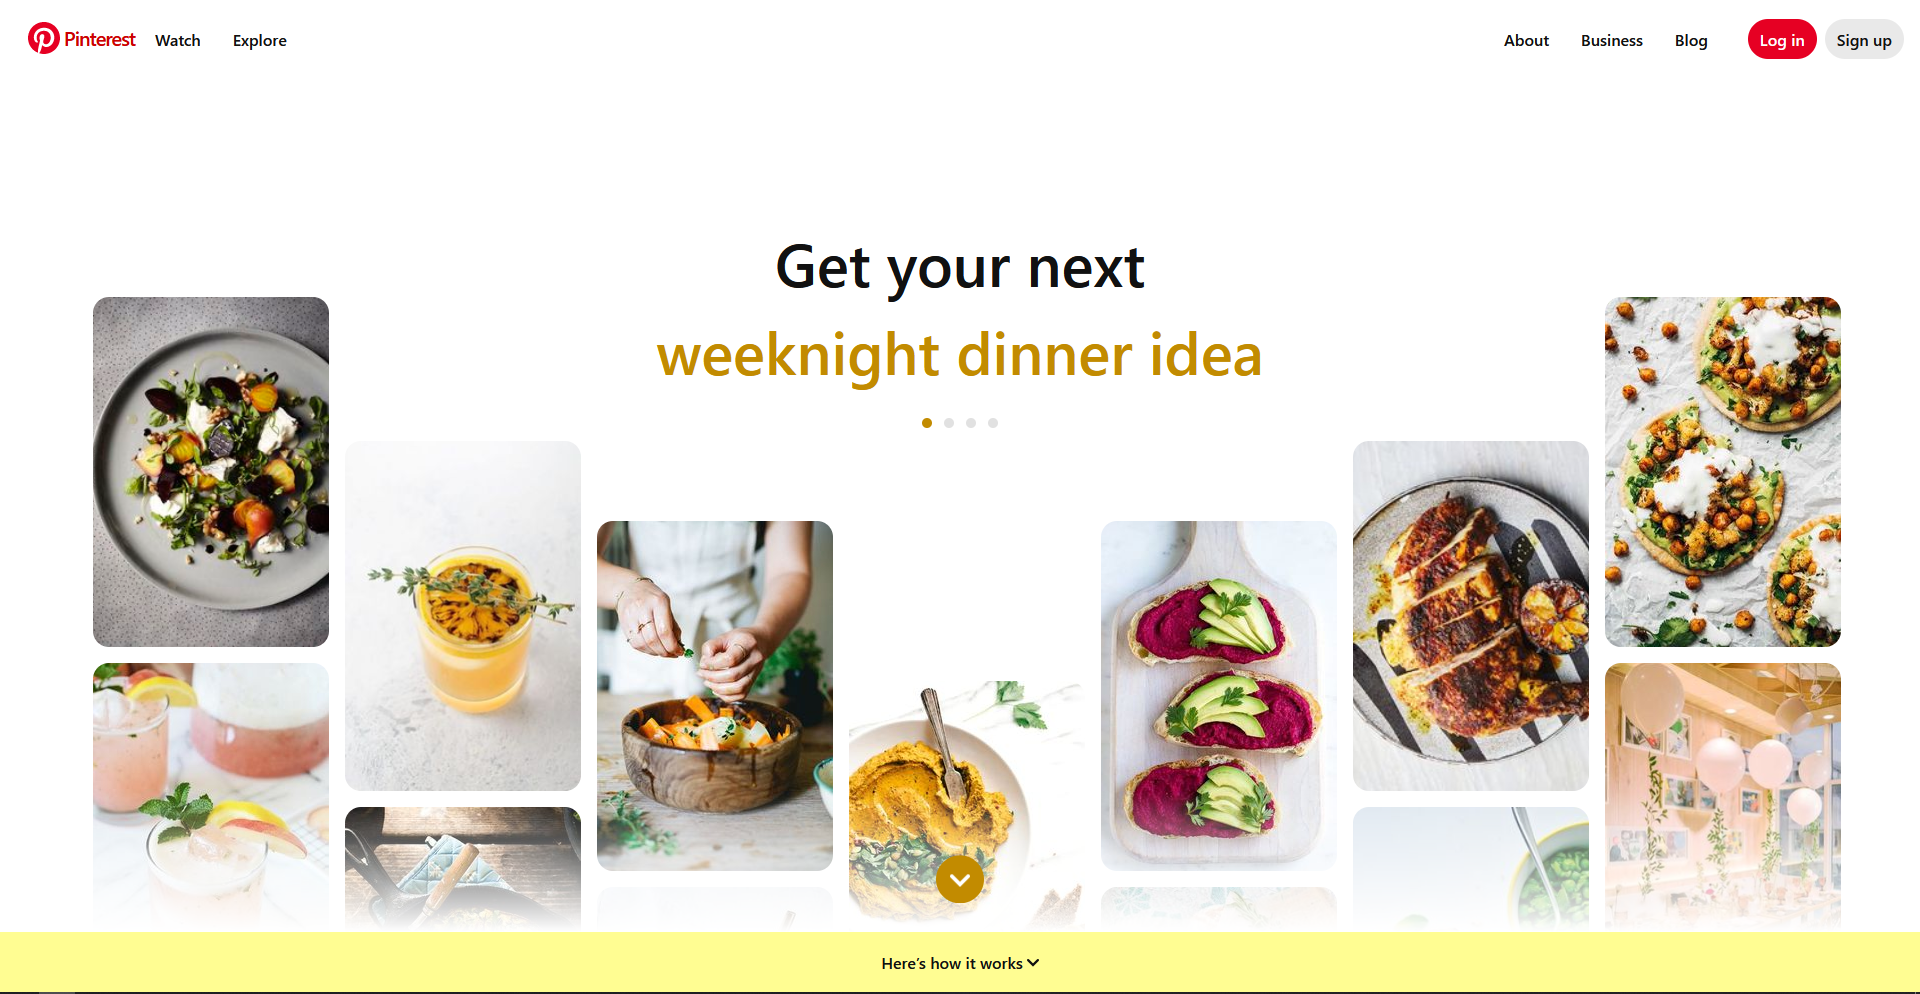 Pinterest Watch Explore About Business Blog Log in Sign up
Get your next
weeknight dinner idea
Here's how it works